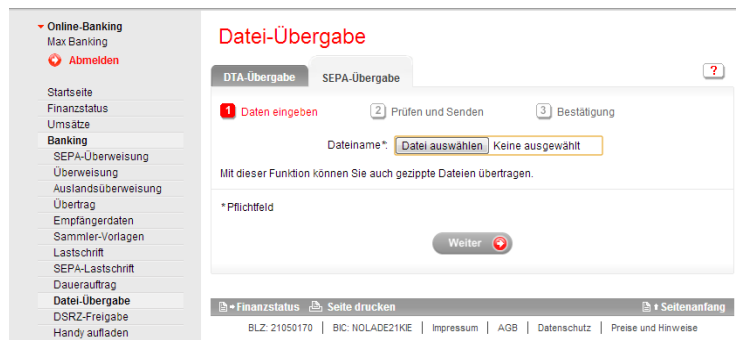 Online-Banking
Max Banking
Abmelden
Startseite
Finanzstatus
Umsätze
Banking
SEPA-Überweisung
Überweisung
Auslandsüberweisung
Übertrag
Empfängerdaten
Sammler-Vorlagen
Lastschrift
SEPA-Lastschrift
Dauerauftrag
Datei-Übergabe
DSRZ-Freigabe
Handy aufladen
Datei-Übergabe
DTA-Übergabe SEPA-Übergabe ?
1 Daten eingeben 2 Prüfen und Senden 3 Bestätigung
Dateiname*: Datei auswählen Keine ausgewählt
Mit dieser Funktion können Sie auch gezippte Dateien übertragen.
* Pflichtfeld
Weiter
Finanzstatus Seite drucken Seitenanfang
BLZ: 21050170 | BIC: NOLADE21KIE | Impressum | AGB | Datenschutz | Preise und Hinweise